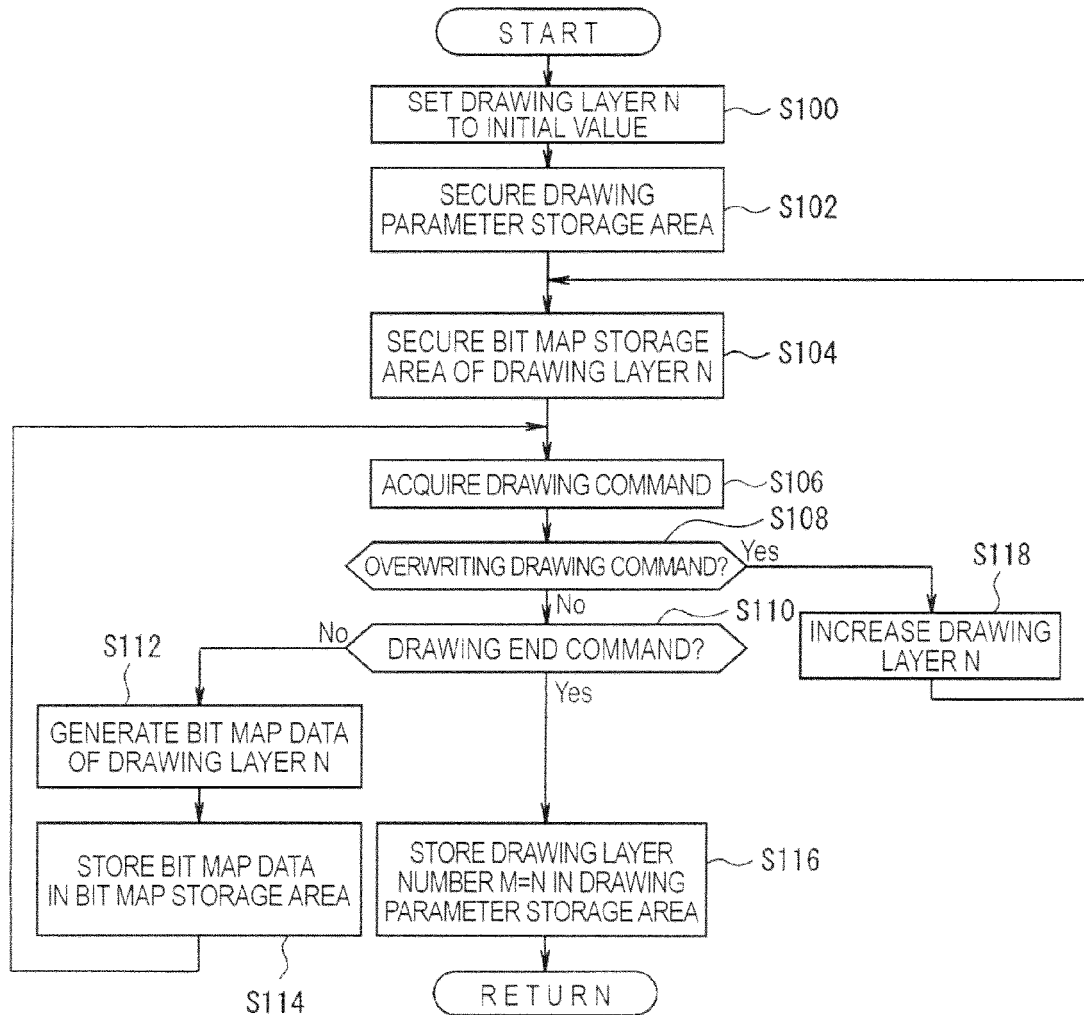 START
SET DRAWING LAYER N
TO INITIAL VALUE
S100
SECURE DRAWING
PARAMETER STORAGE AREA
S102
SECURE BIT MAP STORAGE
AREA OF DRAWING LAYER N
S104
ACQUIRE DRAWING COMMAND
S106
S108
OVERWRITING DRAWING COMMAND?
Yes
No
S118
INCREASE DRAWING
LAYER N
S110
DRAWING END COMMAND?
No
Yes
S112
GENERATE BIT MAP DATA
OF DRAWING LAYER N
STORE BIT MAP DATA
IN BIT MAP STORAGE AREA
S114
STORE DRAWING LAYER
NUMBER M=N IN DRAWING
PARAMETER STORAGE AREA
S116
RETURN